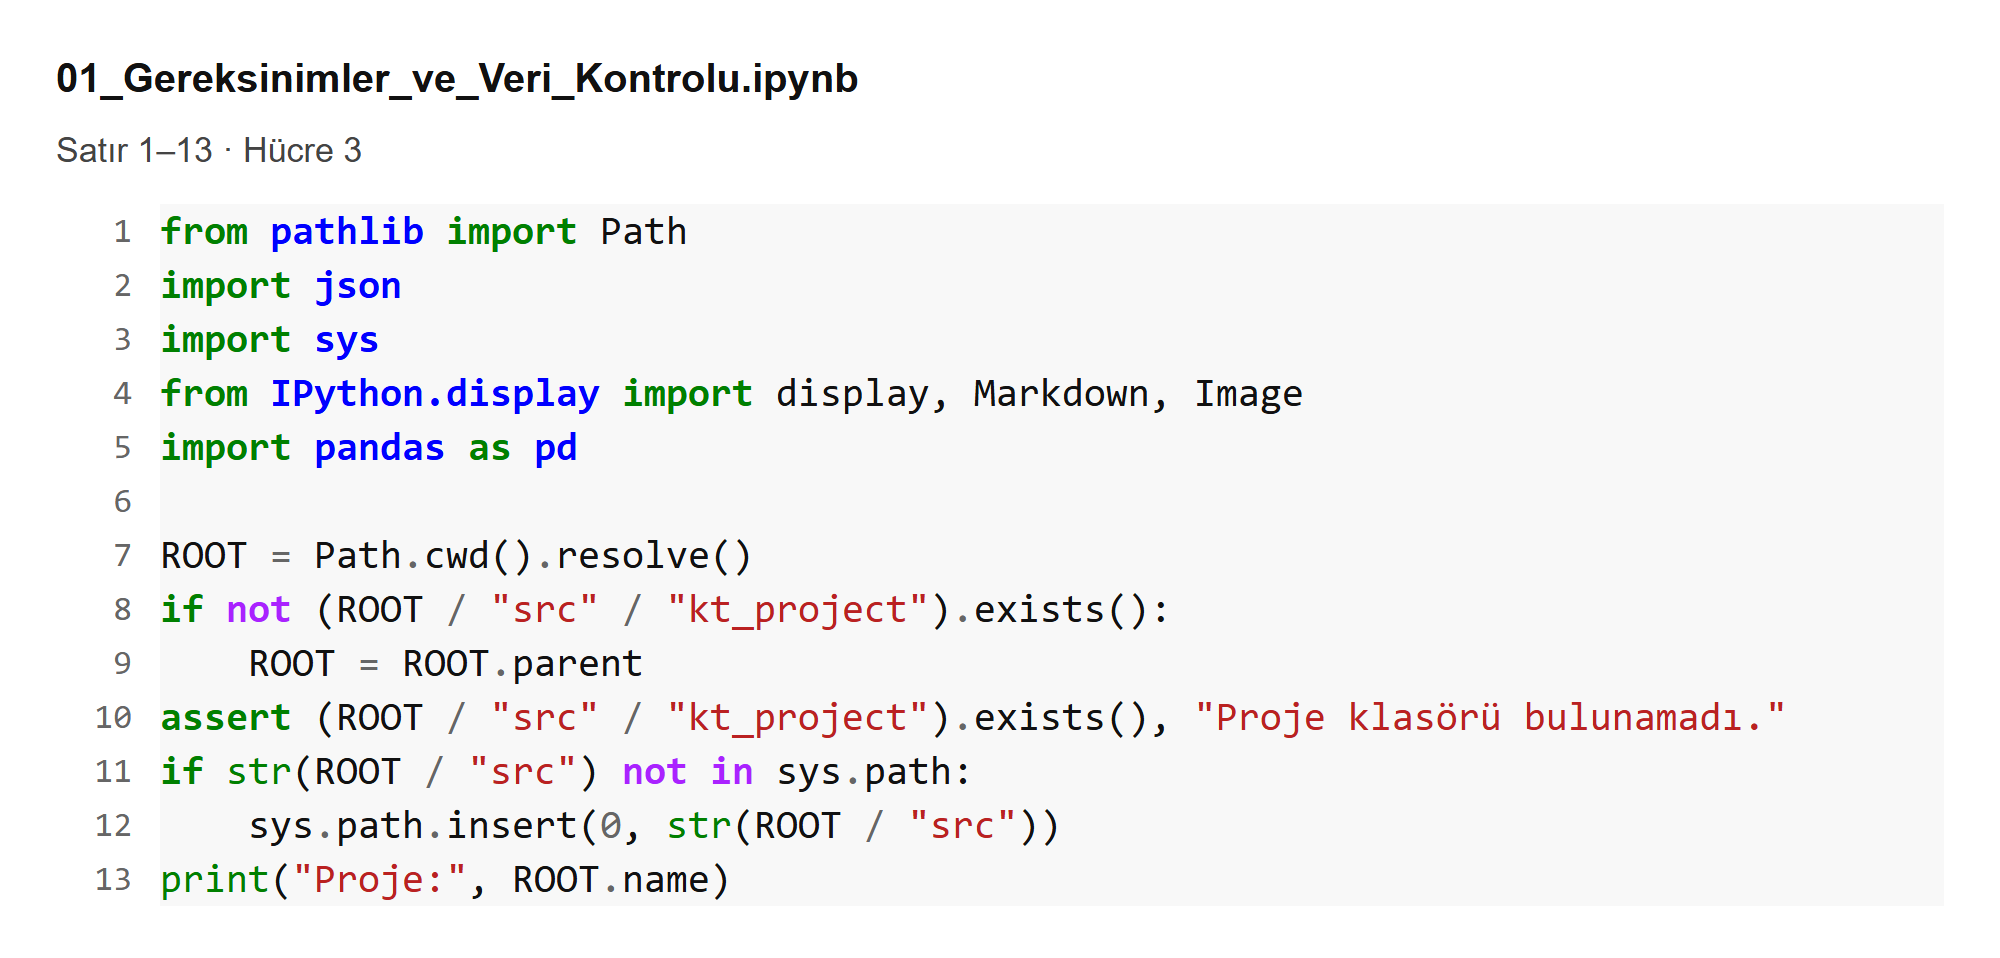 01_Gereksinimler_ve_Veri_Kontrolu.ipynb
Satır 1–13 · Hücre 3
1 from pathlib import Path
2 import json
3 import sys
4 from IPython.display import display, Markdown, Image
5 import pandas as pd
6
7 ROOT = Path.cwd().resolve()
8 if not (ROOT / "src" / "kt_project").exists():
9     ROOT = ROOT.parent
10 assert (ROOT / "src" / "kt_project").exists(), "Proje klasörü bulunamadı."
11 if str(ROOT / "src") not in sys.path:
12     sys.path.insert(0, str(ROOT / "src"))
13 print("Proje:", ROOT.name)